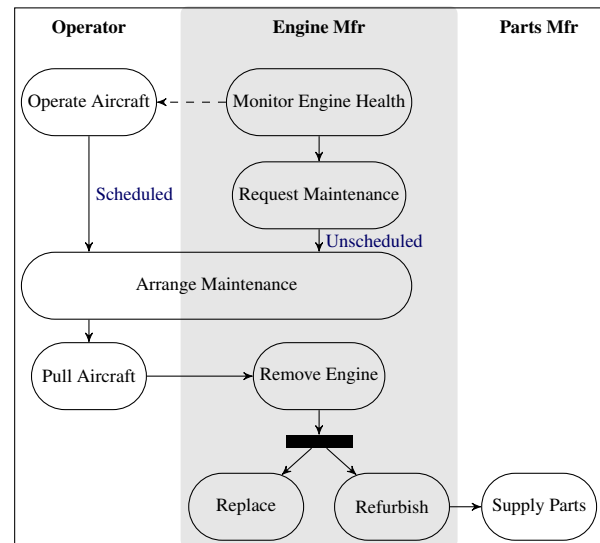 Operator
Engine Mfr
Parts Mfr
Operate Aircraft
Monitor Engine Health
Scheduled
Request Maintenance
Unscheduled
Arrange Maintenance
Pull Aircraft
Remove Engine
Replace
Refurbish
Supply Parts